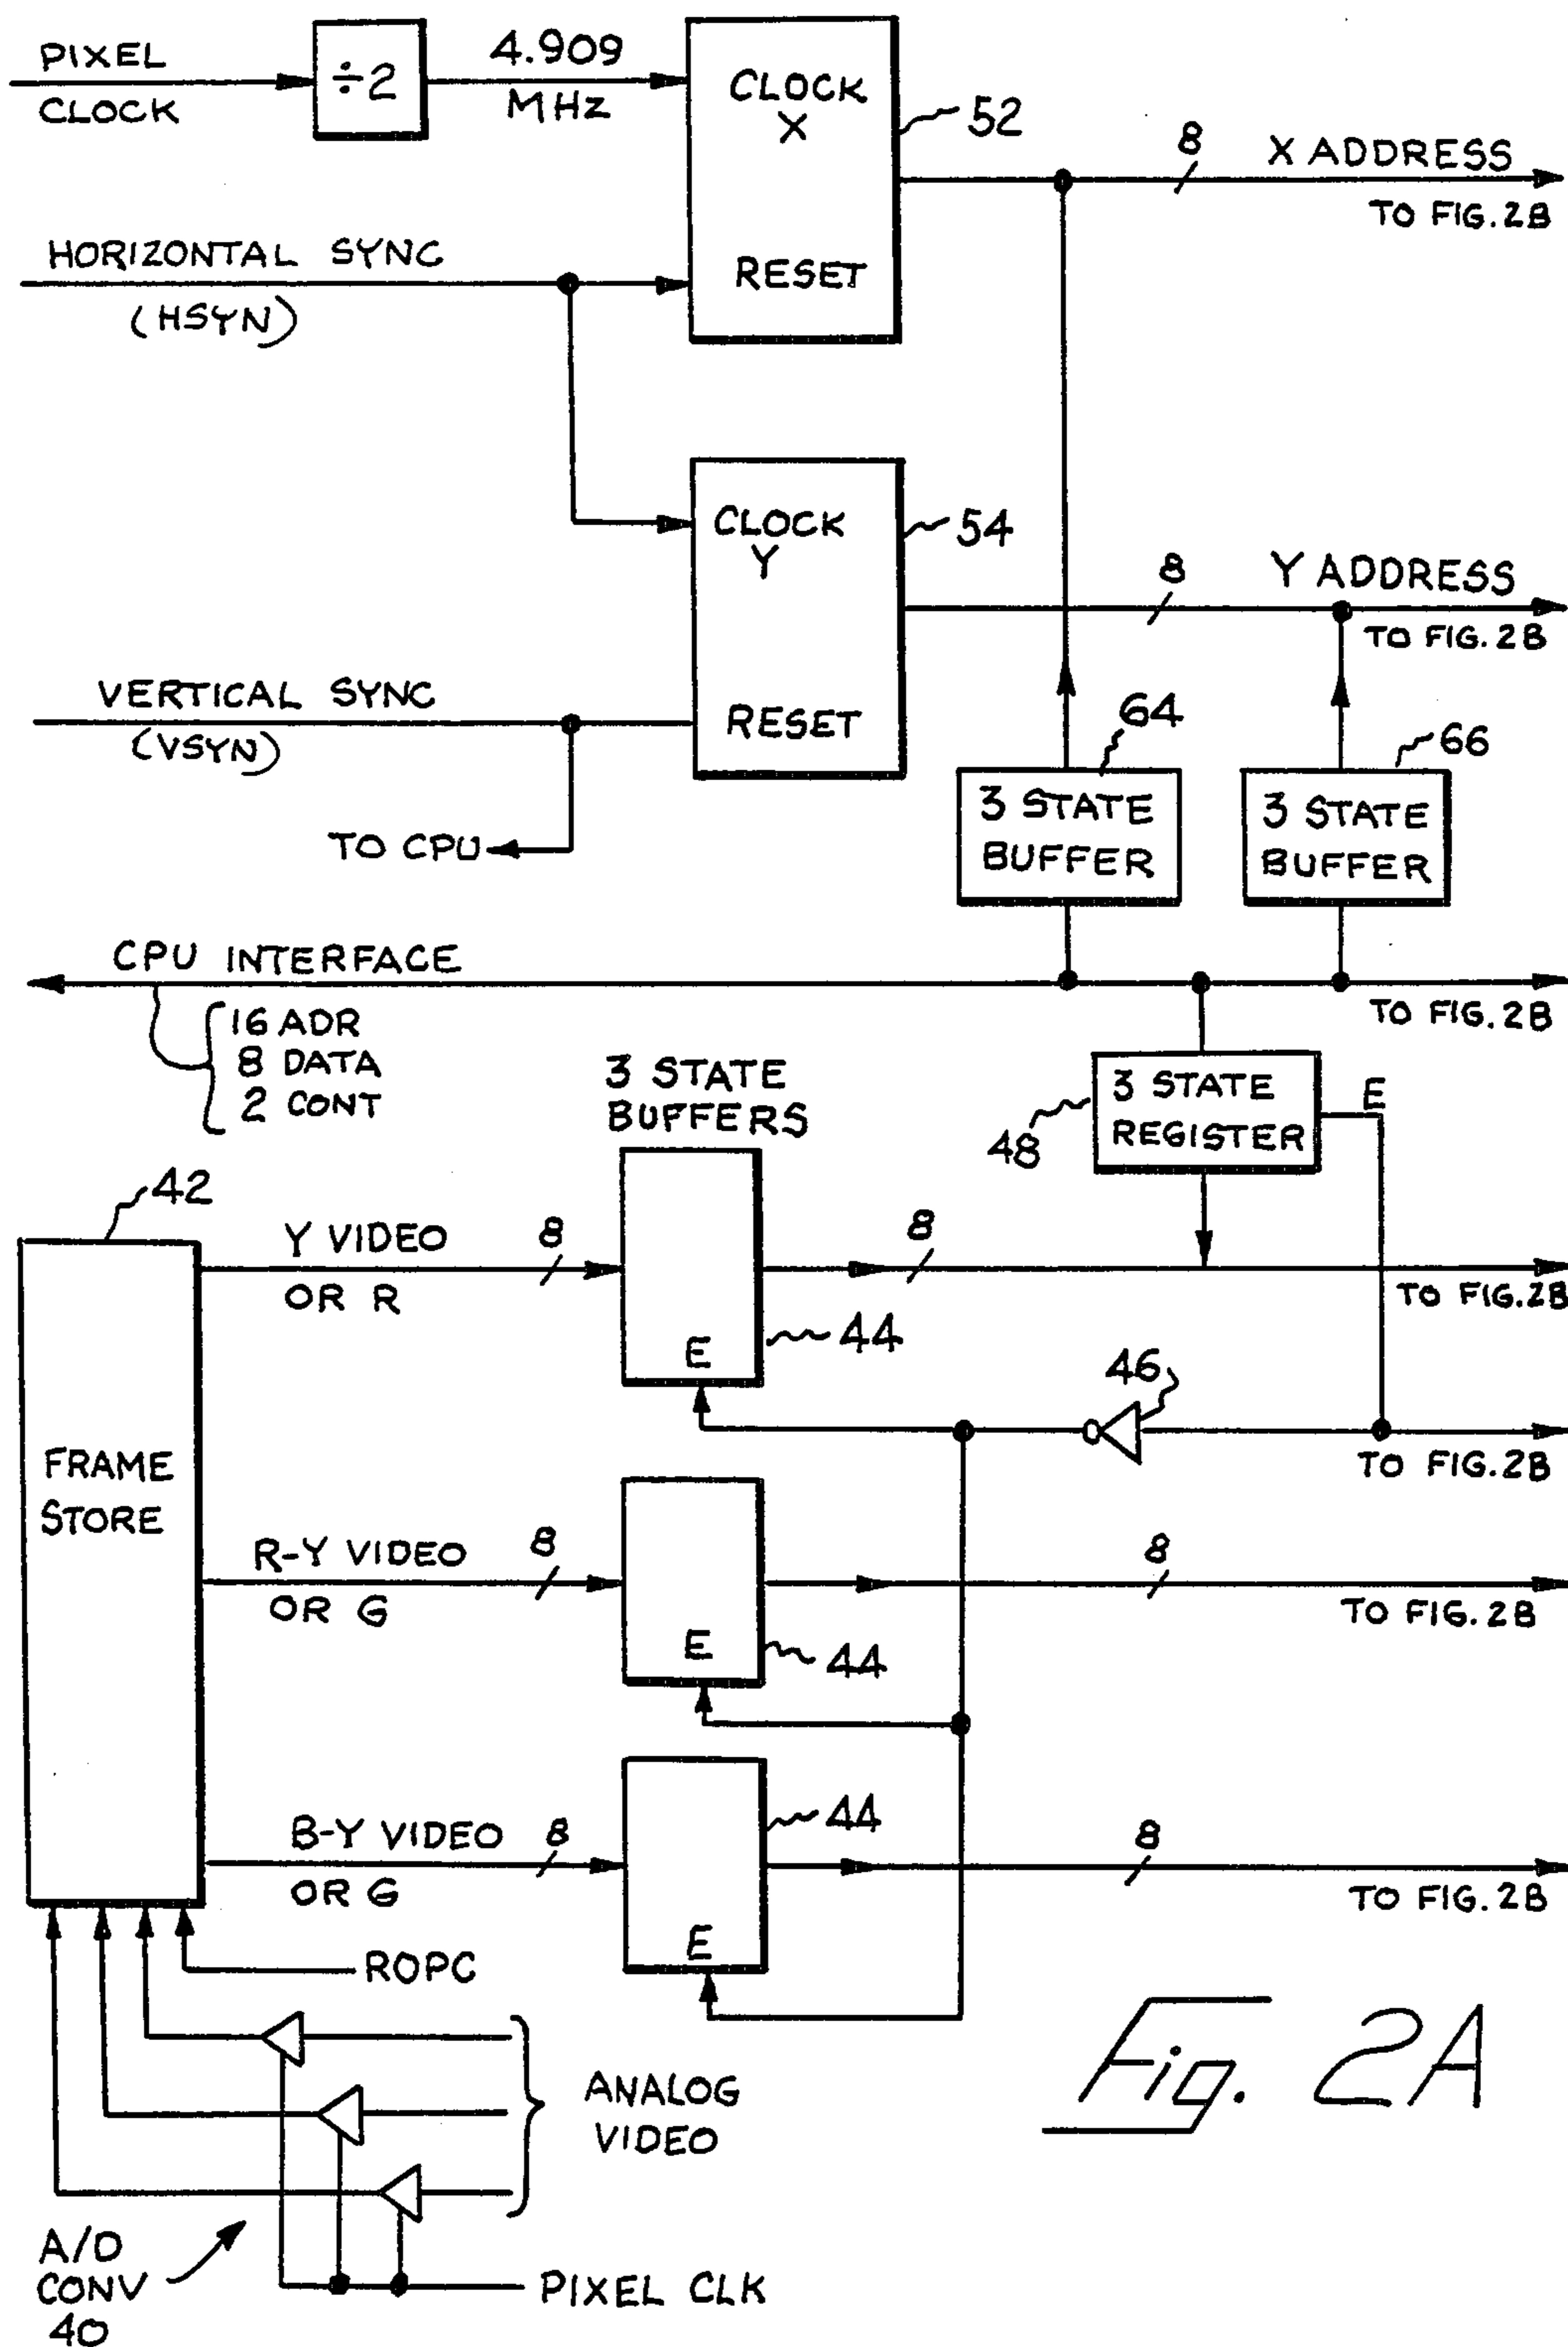 PIXEL
CLOCK
÷2
4.909
MHz
CLOCK
X
RESET
52
8
X ADDRESS
TO FIG. 2B
HORIZONTAL SYNC
(HSYN)
CLOCK
Y
RESET
54
8
Y ADDRESS
TO FIG. 2B
VERTICAL SYNC
(VSYN)
TO CPU
64
3 STATE
BUFFER
66
3 STATE
BUFFER
CPU INTERFACE
16 ADR
8 DATA
2 CONT
TO FIG. 2B
3 STATE
BUFFERS
3 STATE
REGISTER
E
48
42
FRAME
STORE
Y VIDEO
OR R
8
E
44
8
TO FIG. 2B
46
TO FIG. 2B
R-Y VIDEO
OR G
8
E
44
8
TO FIG. 2B
B-Y VIDEO
OR G
8
E
44
8
TO FIG. 2B
ROPC
ANALOG
VIDEO
A/D
CONV
40
PIXEL CLK
Fig. 2A